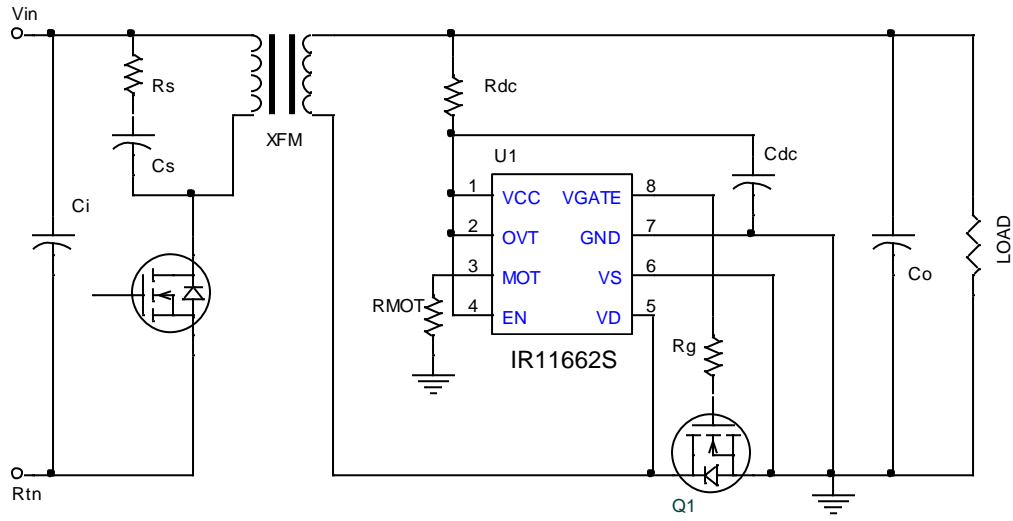 Vin
Rs
Cs
Ci
Rtn
XFM
Rdc
Cdc
U1
1 VCC VGATE 8
2 OVT GND 7
3 MOT VS 6
4 EN VD 5
RMOT
IR11662S
Rg
Q1
Co
LOAD